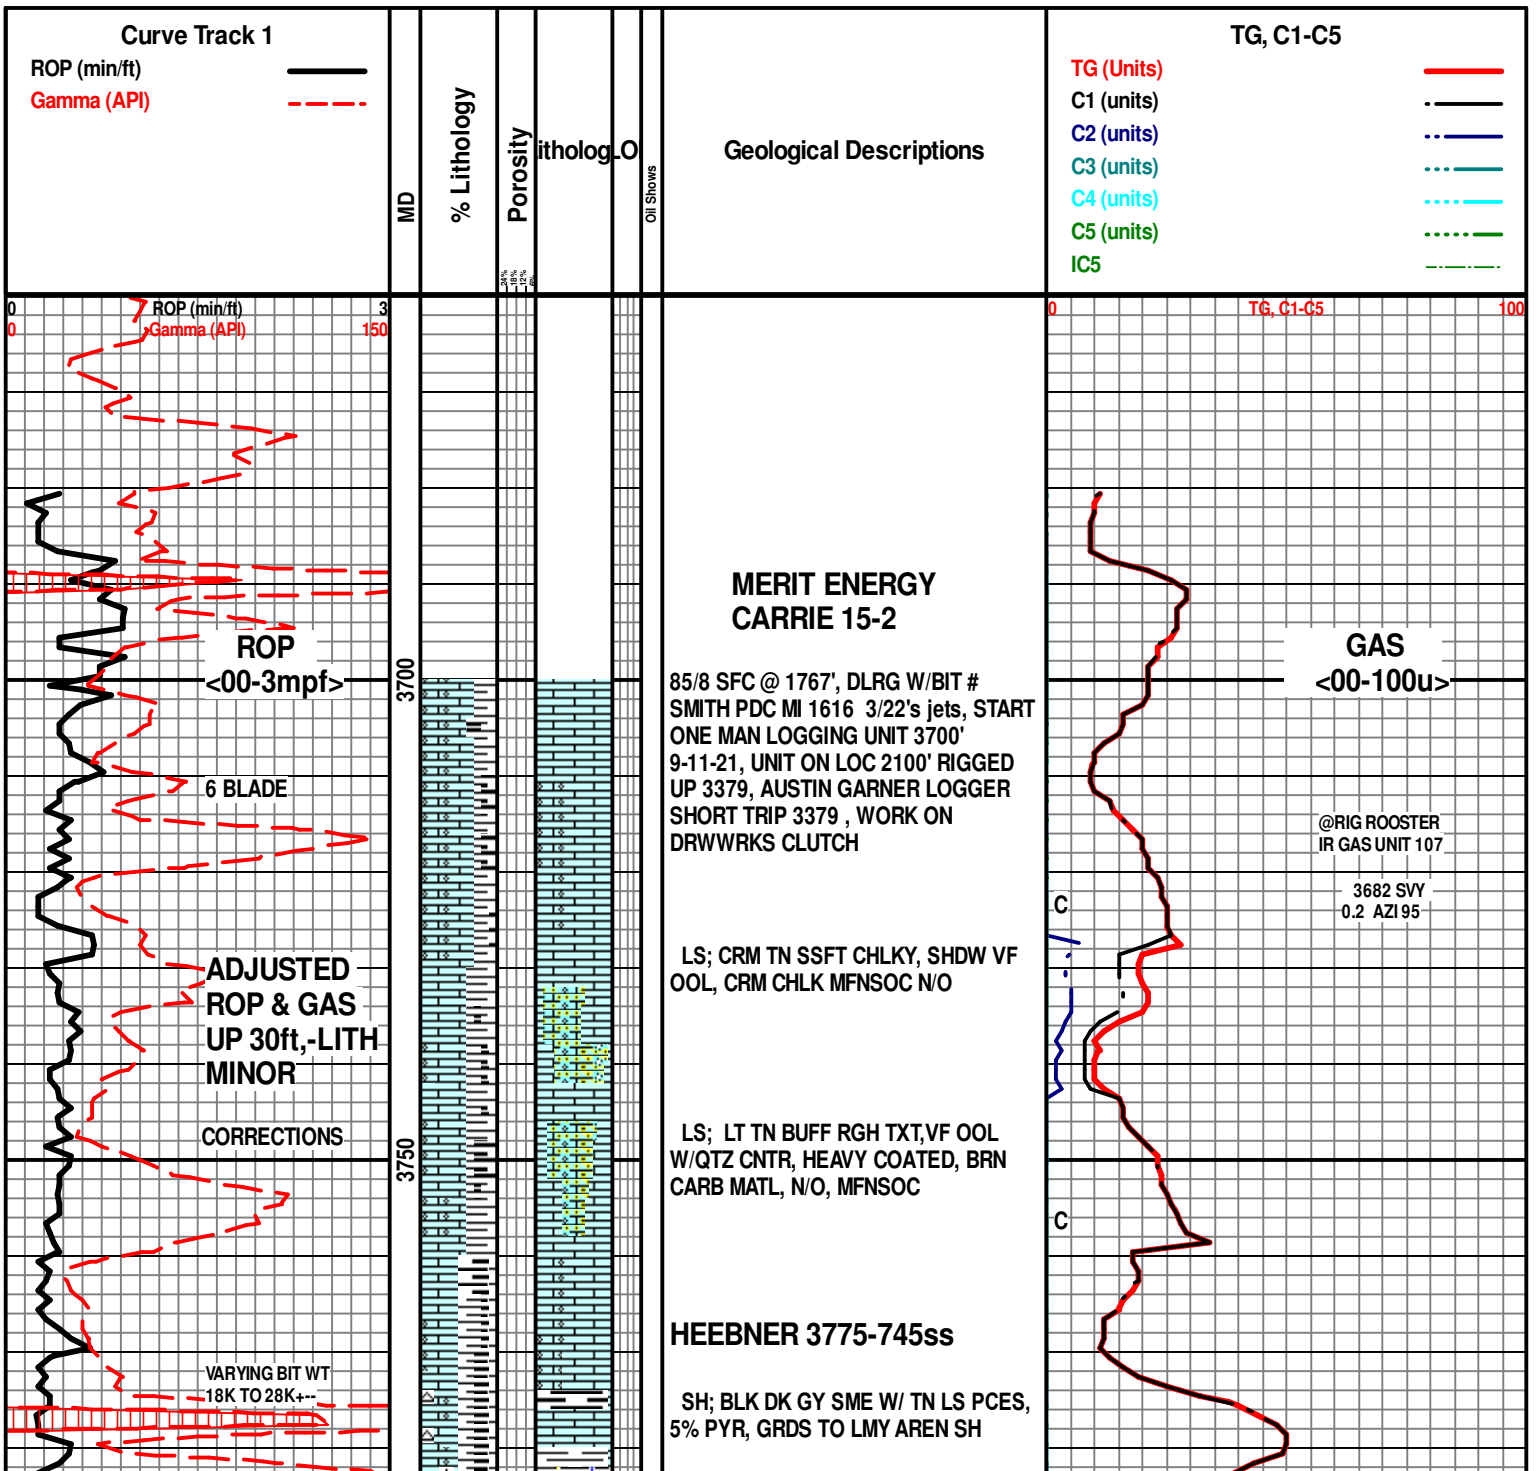 Curve Track 1
ROP (min/ft)
Gamma (API)
MD
% Lithology
Porosity
24%
18%
12%
6%
itholog
LO
Oil Shows
Geological Descriptions
TG, C1-C5
TG (Units)
C1 (units)
C2 (units)
C3 (units)
C4 (units)
C5 (units)
IC5
0 ROP (min/ft) 3
0 Gamma (API) 150
0 TG, C1-C5 100
MERIT ENERGY
CARRIE 15-2
ROP
<00-3mpf>
GAS
<00-100u>
3700
85/8 SFC @ 1767', DLRG W/BIT #
SMITH PDC MI 1616 3/22's jets, START
ONE MAN LOGGING UNIT 3700'
9-11-21, UNIT ON LOC 2100' RIGGED
UP 3379, AUSTIN GARNER LOGGER
SHORT TRIP 3379 , WORK ON
DRWWRKS CLUTCH
6 BLADE
@RIG ROOSTER
IR GAS UNIT 107
3682 SVY
0.2 AZI 95
C
LS; CRM TN SSFT CHLKY, SHDW VF
OOL, CRM CHLK MFNSOC N/O
ADJUSTED
ROP & GAS
UP 30ft,-LITH
MINOR
CORRECTIONS
3750
LS; LT TN BUFF RGH TXT,VF OOL
W/QTZ CNTR, HEAVY COATED, BRN
CARB MATL, N/O, MFNSOC
C
HEEBNER 3775-745ss
VARYING BIT WT
18K TO 28K+--
SH; BLK DK GY SME W/ TN LS PCES,
5% PYR, GRDS TO LMY AREN SH